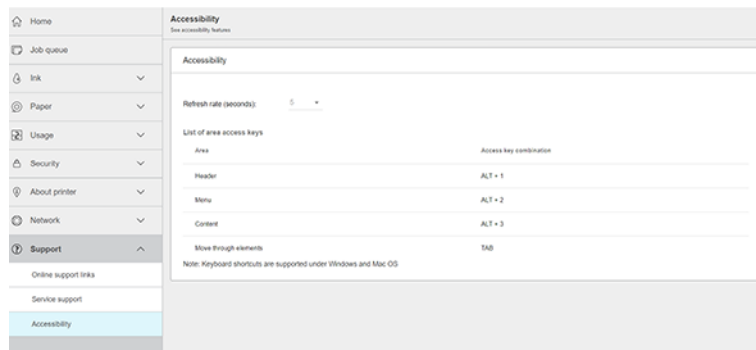 Home
Job queue
Ink
Paper
Usage
Security
About printer
Network
Support
Online support links
Service support
Accessibility
Accessibility
See accessibility features
Accessibility
Refresh rate (seconds): 5
List of area access keys
Area Access key combination
Header ALT + 1
Menu ALT + 2
Content ALT + 3
Move through elements TAB
Note: Keyboard shortcuts are supported under Windows and Mac OS